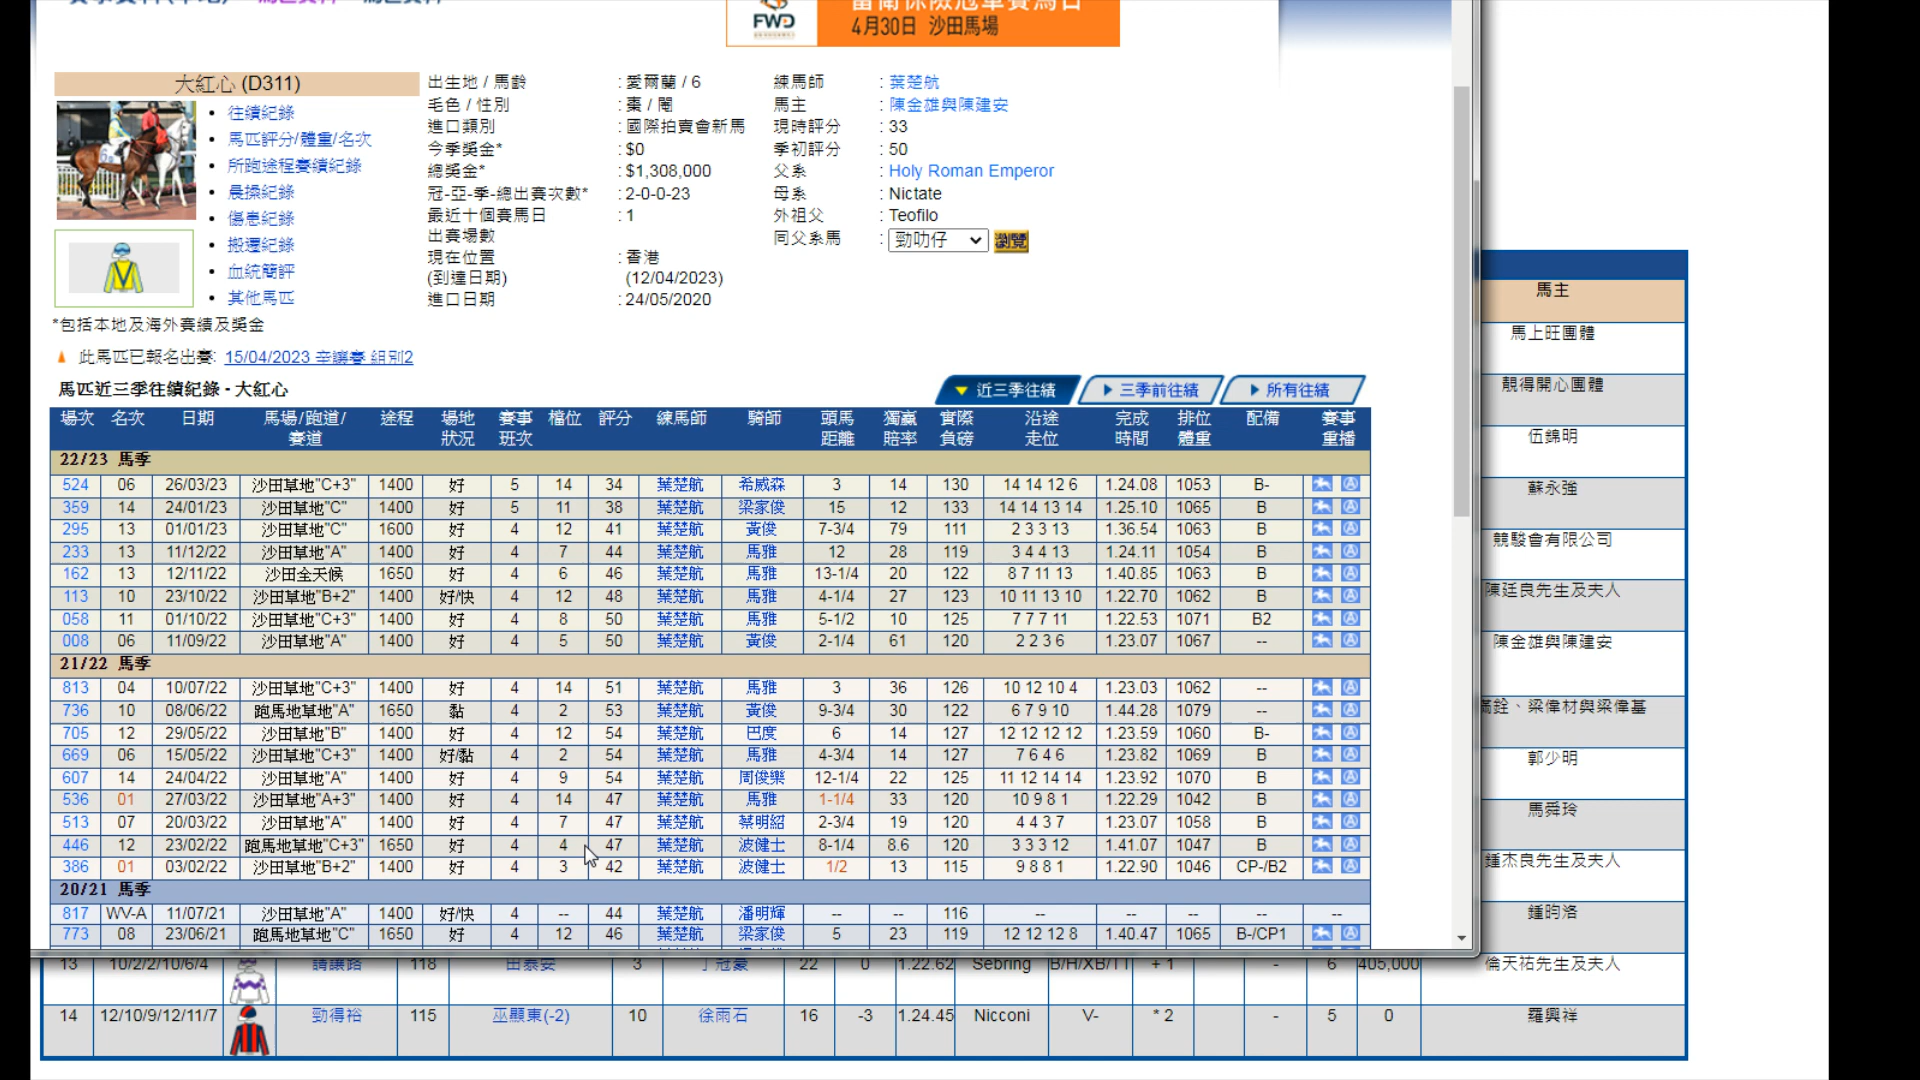 富衛保險冠軍賽馬日
FWD
4月30日 沙田馬場
大紅心 (D311)
往績紀錄
馬匹評分/體重/名次
所跑途程賽績紀錄
晨操紀錄
傷患紀錄
搬遷紀錄
血統簡評
其他馬匹
出生地 / 馬齡 : 愛爾蘭 / 6 練馬師 : 葉楚航
毛色 / 性別 : 棗 / 閹 馬主 : 陳金雄與陳建安
進口類別 : 國際拍賣會新馬 現時評分 : 33
今季獎金* : $0 季初評分 : 50
總獎金* : $1,308,000 父系 : Holy Roman Emperor
冠-亞-季-總出賽次數* : 2-0-0-23 母系 : Nictate
最近十個賽馬日 : 1 外祖父 : Teofilo
出賽場數 同父系馬 : 勁叻仔 瀏覽
現在位置 : 香港
(到達日期) (12/04/2023)
進口日期 : 24/05/2020
*包括本地及海外賽績及獎金
此馬匹已報名出賽: 15/04/2023 辛讓賽 組別2
馬匹近三季往績紀錄 - 大紅心 近三季往績 三季前往績 所有往績
場次 名次 日期 馬場/跑道/ 途程 場地 賽事 檔位 評分 練馬師 騎師 頭馬 獨贏 實際 沿途 完成 排位 配備 賽事
賽道 狀況 班次 距離 賠率 負磅 走位 時間 體重 重播
22/23 馬季
524 06 26/03/23 沙田草地"C+3" 1400 好 5 14 34 葉楚航 希威森 3 14 130 14 14 12 6 1.24.08 1053 B-
359 14 24/01/23 沙田草地"C" 1400 好 5 11 38 葉楚航 梁家俊 15 12 133 14 14 13 14 1.25.10 1065 B
295 13 01/01/23 沙田草地"C" 1600 好 4 12 41 葉楚航 黃俊 7-3/4 79 111 2 3 3 13 1.36.54 1063 B
233 13 11/12/22 沙田草地"A" 1400 好 4 7 44 葉楚航 馬雅 12 28 119 3 4 4 13 1.24.11 1054 B
162 13 12/11/22 沙田全天候 1650 好 4 6 46 葉楚航 馬雅 13-1/4 20 122 8 7 11 13 1.40.85 1063 B
113 10 23/10/22 沙田草地"B+2" 1400 好/快 4 12 48 葉楚航 馬雅 4-1/4 27 123 10 11 13 10 1.22.70 1062 B
058 11 01/10/22 沙田草地"C+3" 1400 好 4 8 50 葉楚航 馬雅 5-1/2 10 125 7 7 7 11 1.22.53 1071 B2
008 06 11/09/22 沙田草地"A" 1400 好 4 5 50 葉楚航 黃俊 2-1/4 61 120 2 2 3 6 1.23.07 1067 --
21/22 馬季
813 04 10/07/22 沙田草地"C+3" 1400 好 4 14 51 葉楚航 馬雅 3 36 126 10 12 10 4 1.23.03 1062 --
736 10 08/06/22 跑馬地草地"A" 1650 黏 4 2 53 葉楚航 黃俊 9-3/4 30 122 6 7 9 10 1.44.28 1079 --
705 12 29/05/22 沙田草地"B" 1400 好 4 12 54 葉楚航 巴度 6 14 127 12 12 12 12 1.23.59 1060 B-
669 06 15/05/22 沙田草地"C+3" 1400 好/黏 4 2 54 葉楚航 馬雅 4-3/4 14 127 7 6 4 6 1.23.82 1069 B
607 14 24/04/22 沙田草地"A" 1400 好 4 9 54 葉楚航 周俊樂 12-1/4 22 125 11 12 14 14 1.23.92 1070 B
536 01 27/03/22 沙田草地"A+3" 1400 好 4 14 47 葉楚航 馬雅 1-1/4 33 120 10 9 8 1 1.22.29 1042 B
513 07 20/03/22 沙田草地"A" 1400 好 4 7 47 葉楚航 蔡明紹 2-3/4 19 120 4 4 3 7 1.23.07 1058 B
446 12 23/02/22 跑馬地草地"C+3" 1650 好 4 4 47 葉楚航 波健士 8-1/4 8.6 120 3 3 3 12 1.41.07 1047 B
386 01 03/02/22 沙田草地"B+2" 1400 好 4 3 42 葉楚航 波健士 1/2 13 115 9 8 8 1 1.22.90 1046 CP-/B2
20/21 馬季
817 WV-A 11/07/21 沙田草地"A" 1400 好/快 4 -- 44 葉楚航 潘明輝 -- -- 116 -- -- -- -- --
773 08 23/06/21 跑馬地草地"C" 1650 好 4 12 46 葉楚航 梁家俊 5 23 119 12 12 12 8 1.40.47 1065 B-/CP1
馬主
馬上旺團體
靚得開心團體
伍錦明
蘇永強
競駿會有限公司
陳廷良先生及夫人
陳金雄與陳建安
銓、梁偉材與梁偉基
郭少明
馬舜玲
鍾杰良先生及夫人
鍾昀洛
13 10/2/2/10/6/4 請讓路 118 田泰安 3 丁冠豪 22 0 1.22.62 Sebring B/H/XB/TT + 1 - 6 405,000 倫天祐先生及夫人
14 12/10/9/12/11/7 勁得裕 115 巫顯東(-2) 10 徐雨石 16 -3 1.24.45 Nicconi V- * 2 - 5 0 羅興祥